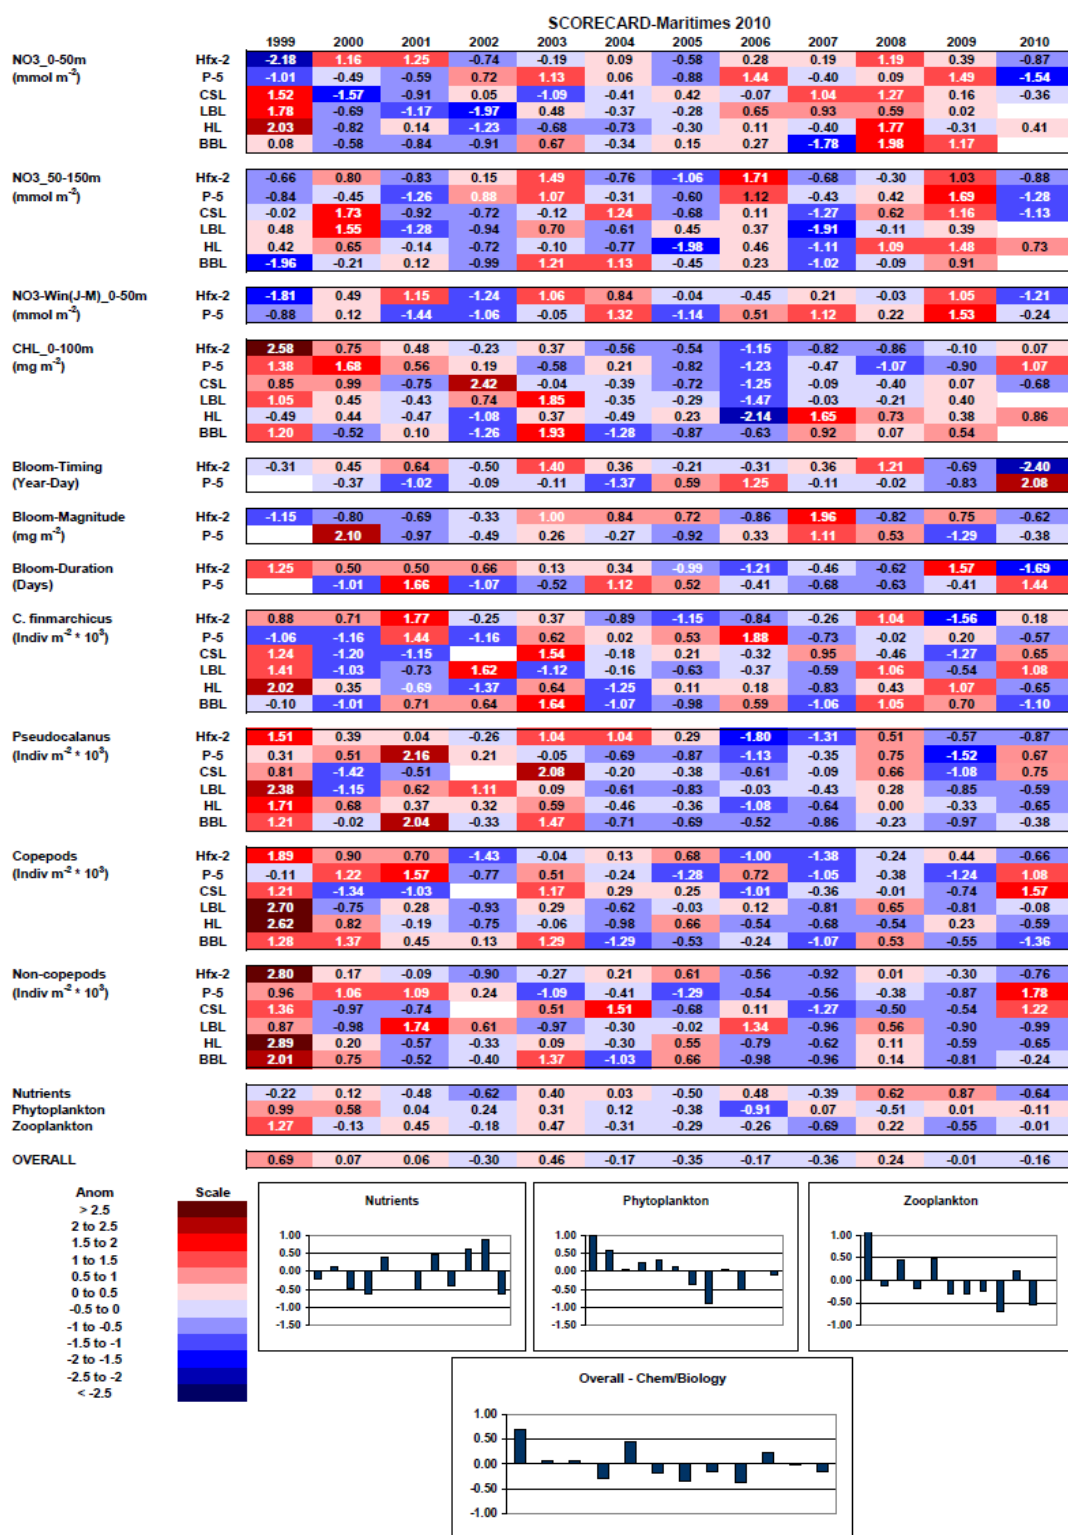 SCORECARD-Maritimes 2010
1999 2000 2001 2002 2003 2004 2005 2006 2007 2008 2009 2010
NO3_0-50m Hfx-2 -2.18 1.16 1.25 -0.74 -0.19 0.09 -0.58 0.28 0.19 1.19 0.39 -0.87
(mmol m-2) P-5 -1.01 -0.49 -0.59 0.72 1.13 0.06 -0.88 1.44 -0.40 0.09 1.49 -1.54
CSL 1.52 -1.57 -0.91 0.05 -1.09 -0.41 0.42 -0.07 1.04 1.27 0.16 -0.36
LBL 1.78 -0.69 -1.17 -1.97 0.48 -0.37 -0.28 0.65 0.93 0.59 0.02
HL 2.03 -0.82 0.14 -1.23 -0.68 -0.73 -0.30 0.11 -0.40 1.77 -0.31 0.41
BBL 0.08 -0.58 -0.84 -0.91 0.67 -0.34 0.15 0.27 -1.78 1.98 1.17
NO3_50-150m Hfx-2 -0.66 0.80 -0.83 0.15 1.49 -0.76 -1.06 1.71 -0.68 -0.30 1.03 -0.88
(mmol m-2) P-5 -0.84 -0.45 -1.26 0.88 1.07 -0.31 -0.60 1.12 -0.43 0.42 1.69 -1.28
CSL -0.02 1.73 -0.92 -0.72 -0.12 1.24 -0.68 0.11 -1.27 0.62 1.16 -1.13
LBL 0.48 1.55 -1.28 -0.94 0.70 -0.61 0.45 0.37 -1.91 -0.11 0.39
HL 0.42 0.65 -0.14 -0.72 -0.10 -0.77 -1.98 0.46 -1.11 1.09 1.48 0.73
BBL -1.96 -0.21 0.12 -0.99 1.21 1.13 -0.45 0.23 -1.02 -0.09 0.91
NO3-Win(J-M)_0-50m Hfx-2 -1.81 0.49 1.15 -1.24 1.06 0.84 -0.04 -0.45 0.21 -0.03 1.05 -1.21
(mmol m-2) P-5 -0.88 0.12 -1.44 -1.06 -0.05 1.32 -1.14 0.51 1.12 0.22 1.53 -0.24
CHL_0-100m Hfx-2 2.58 0.75 0.48 -0.23 0.37 -0.56 -0.54 -1.15 -0.82 -0.86 -0.10 0.07
(mg m-2) P-5 1.38 1.68 0.56 0.19 -0.58 0.21 -0.82 -1.23 -0.47 -1.07 -0.90 1.07
CSL 0.85 0.99 -0.75 2.42 -0.04 -0.39 -0.72 -1.25 -0.09 -0.40 0.07 -0.68
LBL 1.05 0.45 -0.43 0.74 1.85 -0.35 -0.29 -1.47 -0.03 -0.21 0.40
HL -0.49 0.44 -0.47 -1.08 0.37 -0.49 0.23 -2.14 1.65 0.73 0.38 0.86
BBL 1.20 -0.52 0.10 -1.26 1.93 -1.28 -0.87 -0.63 0.92 0.07 0.54
Bloom-Timing Hfx-2 -0.31 0.45 0.64 -0.50 1.40 0.36 -0.21 -0.31 0.36 1.21 -0.69 -2.40
(Year-Day) P-5 -0.37 -1.02 -0.09 -0.11 -1.37 0.59 1.25 -0.11 -0.02 -0.83 2.08
Bloom-Magnitude Hfx-2 -1.15 -0.80 -0.69 -0.33 1.00 0.84 0.72 -0.86 1.96 -0.82 0.75 -0.62
(mg m-2) P-5 2.10 -0.97 -0.49 0.26 -0.27 -0.92 0.33 1.11 0.53 -1.29 -0.38
Bloom-Duration Hfx-2 1.25 0.50 0.50 0.66 0.13 0.34 -0.99 -1.21 -0.46 -0.62 1.57 -1.69
(Days) P-5 -1.01 1.66 -1.07 -0.52 1.12 0.52 -0.41 -0.68 -0.63 -0.41 1.44
C. finmarchicus Hfx-2 0.88 0.71 1.77 -0.25 0.37 -0.89 -1.15 -0.84 -0.26 1.04 -1.56 0.18
(Indiv m-2 * 10³) P-5 -1.06 -1.16 1.44 -1.16 0.62 0.02 0.53 1.88 -0.73 -0.02 0.20 -0.57
CSL 1.24 -1.20 -1.15 1.54 -0.18 0.21 -0.32 0.95 -0.46 -1.27 0.65
LBL 1.41 -1.03 -0.73 1.62 -1.12 -0.16 -0.63 -0.37 -0.59 1.06 -0.54 1.08
HL 2.02 0.35 -0.69 -1.37 0.64 -1.25 0.11 0.18 -0.83 0.43 1.07 -0.65
BBL -0.10 -1.01 0.71 0.64 1.64 -1.07 -0.98 0.59 -1.06 1.05 0.70 -1.10
Pseudocalanus Hfx-2 1.51 0.39 0.04 -0.26 1.04 1.04 0.29 -1.80 -1.31 0.51 -0.57 -0.87
(Indiv m-2 * 10³) P-5 0.31 0.51 2.16 0.21 -0.05 -0.69 -0.87 -1.13 -0.35 0.75 -1.52 0.67
CSL 0.81 -1.42 -0.51 2.08 -0.20 -0.38 -0.61 -0.09 0.66 -1.08 0.75
LBL 2.38 -1.15 0.62 1.11 0.09 -0.61 -0.83 -0.03 -0.43 0.28 -0.85 -0.59
HL 1.71 0.68 0.37 0.32 0.59 -0.46 -0.36 -1.08 -0.64 0.00 -0.33 -0.65
BBL 1.21 -0.02 2.04 -0.33 1.47 -0.71 -0.69 -0.52 -0.86 -0.23 -0.97 -0.38
Copepods Hfx-2 1.89 0.90 0.70 -1.43 -0.04 0.13 0.68 -1.00 -1.38 -0.24 0.44 -0.66
(Indiv m-2 * 10³) P-5 -0.11 1.22 1.57 -0.77 0.51 -0.24 -1.28 0.72 -1.05 -0.38 -1.24 1.08
CSL 1.21 -1.34 -1.03 1.17 0.29 0.25 -1.01 -0.36 -0.01 -0.74 1.57
LBL 2.70 -0.75 0.28 -0.93 0.29 -0.62 -0.03 0.12 -0.81 0.65 -0.81 -0.08
HL 2.62 0.82 -0.19 -0.75 -0.06 -0.98 0.66 -0.54 -0.68 -0.54 0.23 -0.59
BBL 1.28 1.37 0.45 0.13 1.29 -1.29 -0.53 -0.24 -1.07 0.53 -0.55 -1.36
Non-copepods Hfx-2 2.80 0.17 -0.09 -0.90 -0.27 0.21 0.61 -0.56 -0.92 0.01 -0.30 -0.76
(Indiv m-2 * 10³) P-5 0.96 1.06 1.09 0.24 -1.09 -0.41 -1.29 -0.54 -0.56 -0.38 -0.87 1.78
CSL 1.36 -0.97 -0.74 0.51 1.51 -0.68 0.11 -1.27 -0.50 -0.54 1.22
LBL 0.87 -0.98 1.74 0.61 -0.97 -0.30 -0.02 1.34 -0.96 0.56 -0.90 -0.99
HL 2.89 0.20 -0.57 -0.33 0.09 -0.30 0.55 -0.79 -0.62 0.11 -0.59 -0.65
BBL 2.01 0.75 -0.52 -0.40 1.37 -1.03 0.66 -0.98 -0.96 0.14 -0.81 -0.24
Nutrients -0.22 0.12 -0.48 -0.62 0.40 0.03 -0.50 0.48 -0.39 0.62 0.87 -0.64
Phytoplankton 0.99 0.58 0.04 0.24 0.31 0.12 -0.38 -0.91 0.07 -0.51 0.01 -0.11
Zooplankton 1.27 -0.13 0.45 -0.18 0.47 -0.31 -0.29 -0.26 -0.69 0.22 -0.55 -0.01
OVERALL 0.69 0.07 0.06 -0.30 0.46 -0.17 -0.35 -0.17 -0.36 0.24 -0.01 -0.16
Anom Scale
> 2.5
2 to 2.5
1.5 to 2
1 to 1.5
0.5 to 1
0 to 0.5
-0.5 to 0
-1 to -0.5
-1.5 to -1
-2 to -1.5
-2.5 to -2
< -2.5
Nutrients
1.00
0.50
0.00
-0.50
-1.00
-1.50
Phytoplankton
1.00
0.50
0.00
-0.50
-1.00
-1.50
Zooplankton
1.00
0.50
0.00
-0.50
-1.00
Overall - Chem/Biology
1.00
0.50
0.00
-0.50
-1.00